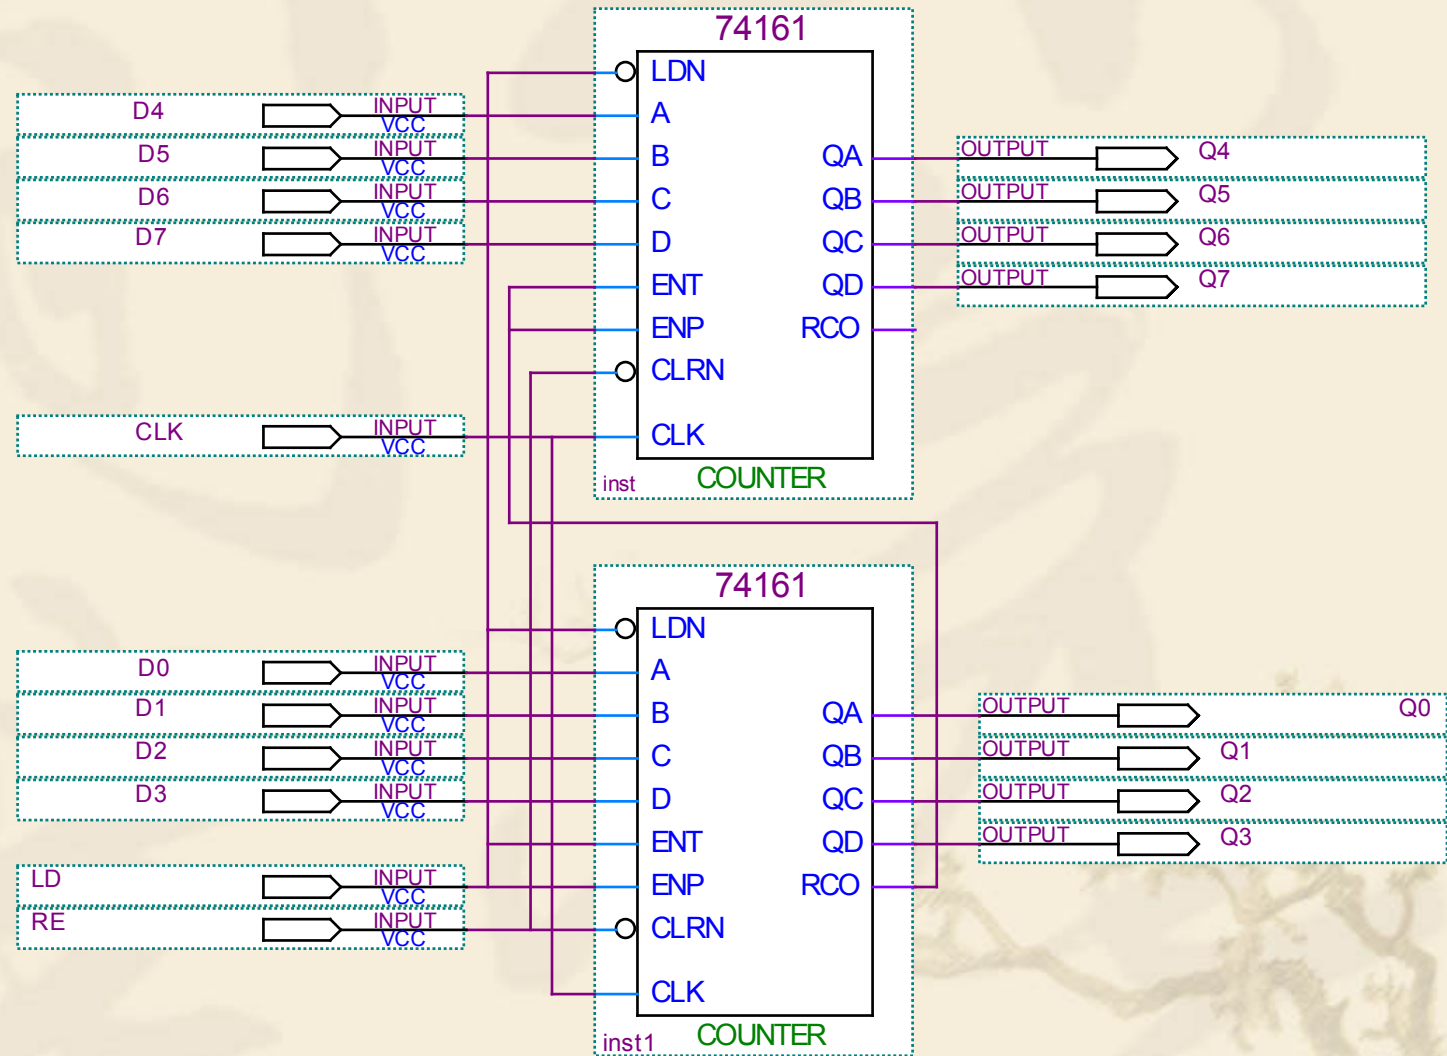 74161
LDN
D4 INPUT VCC A
D5 INPUT VCC B QA OUTPUT Q4
D6 INPUT VCC C QB OUTPUT Q5
D7 INPUT VCC D QC OUTPUT Q6
ENT QD OUTPUT Q7
ENP RCO
CLRN
CLK INPUT VCC CLK
inst COUNTER
74161
LDN
D0 INPUT VCC A
D1 INPUT VCC B QA OUTPUT Q0
D2 INPUT VCC C QB OUTPUT Q1
D3 INPUT VCC D QC OUTPUT Q2
ENT QD OUTPUT Q3
LD INPUT VCC ENP RCO
RE INPUT VCC CLRN
CLK
inst1 COUNTER